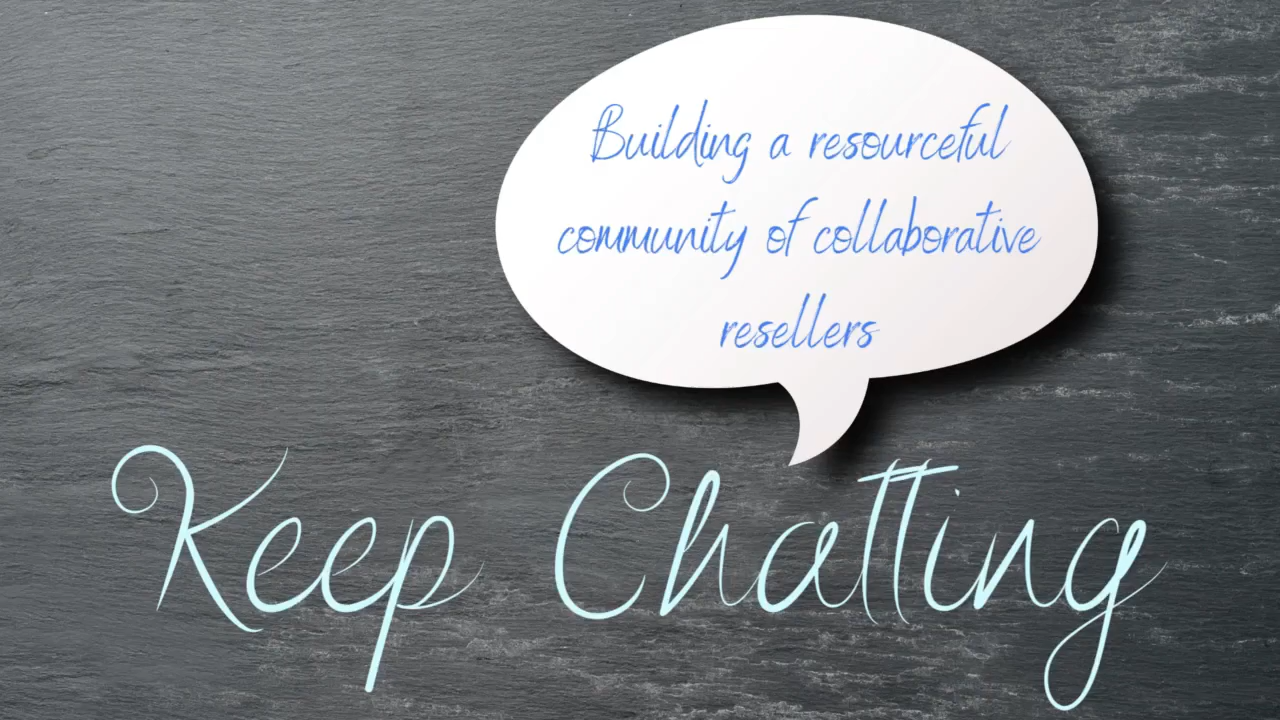 Building a resourceful
community of collaborative
resellers
Keep Chatting